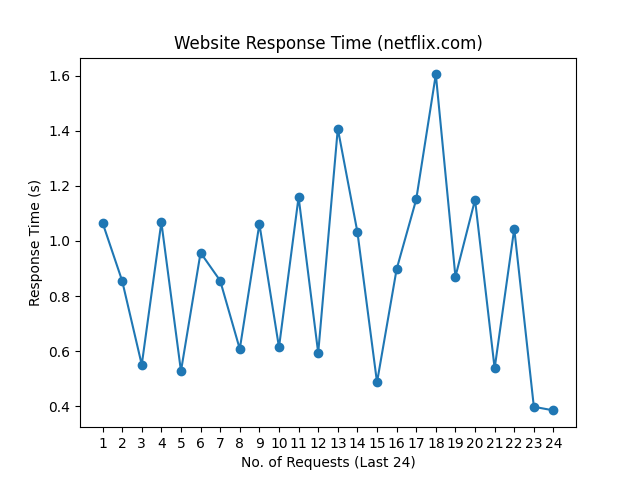 Website Response Time (netflix.com)
1.6
1.4
1.2
1.0
0.8
0.6
0.4
Response Time (s)
1 2 3 4 5 6 7 8 9 10 11 12 13 14 15 16 17 18 19 20 21 22 23 24
No. of Requests (Last 24)